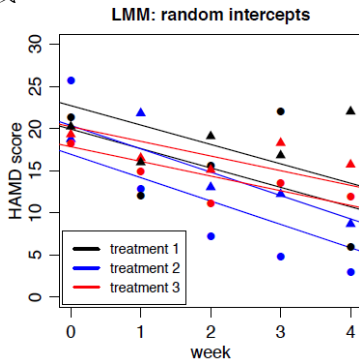 LMM: random intercepts
HAMD score
30
25
20
15
10
5
0
treatment 1
treatment 2
treatment 3
0 1 2 3 4
week